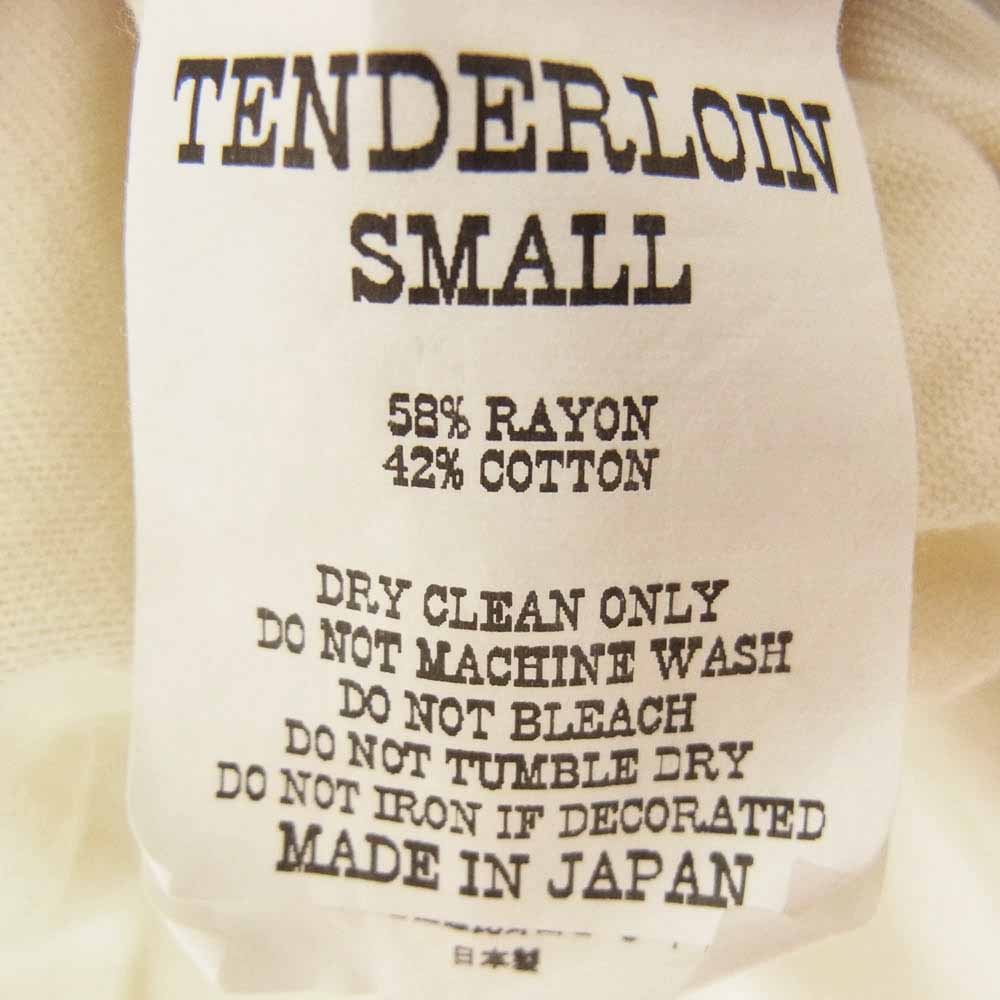 TENDERLOIN
SMALL
58% RAYON
42% COTTON
DRY CLEAN ONLY
DO NOT MACHINE WASH
DO NOT BLEACH
DO NOT TUMBLE DRY
DO NOT IRON IF DECORATED
MADE IN JAPAN
日本製